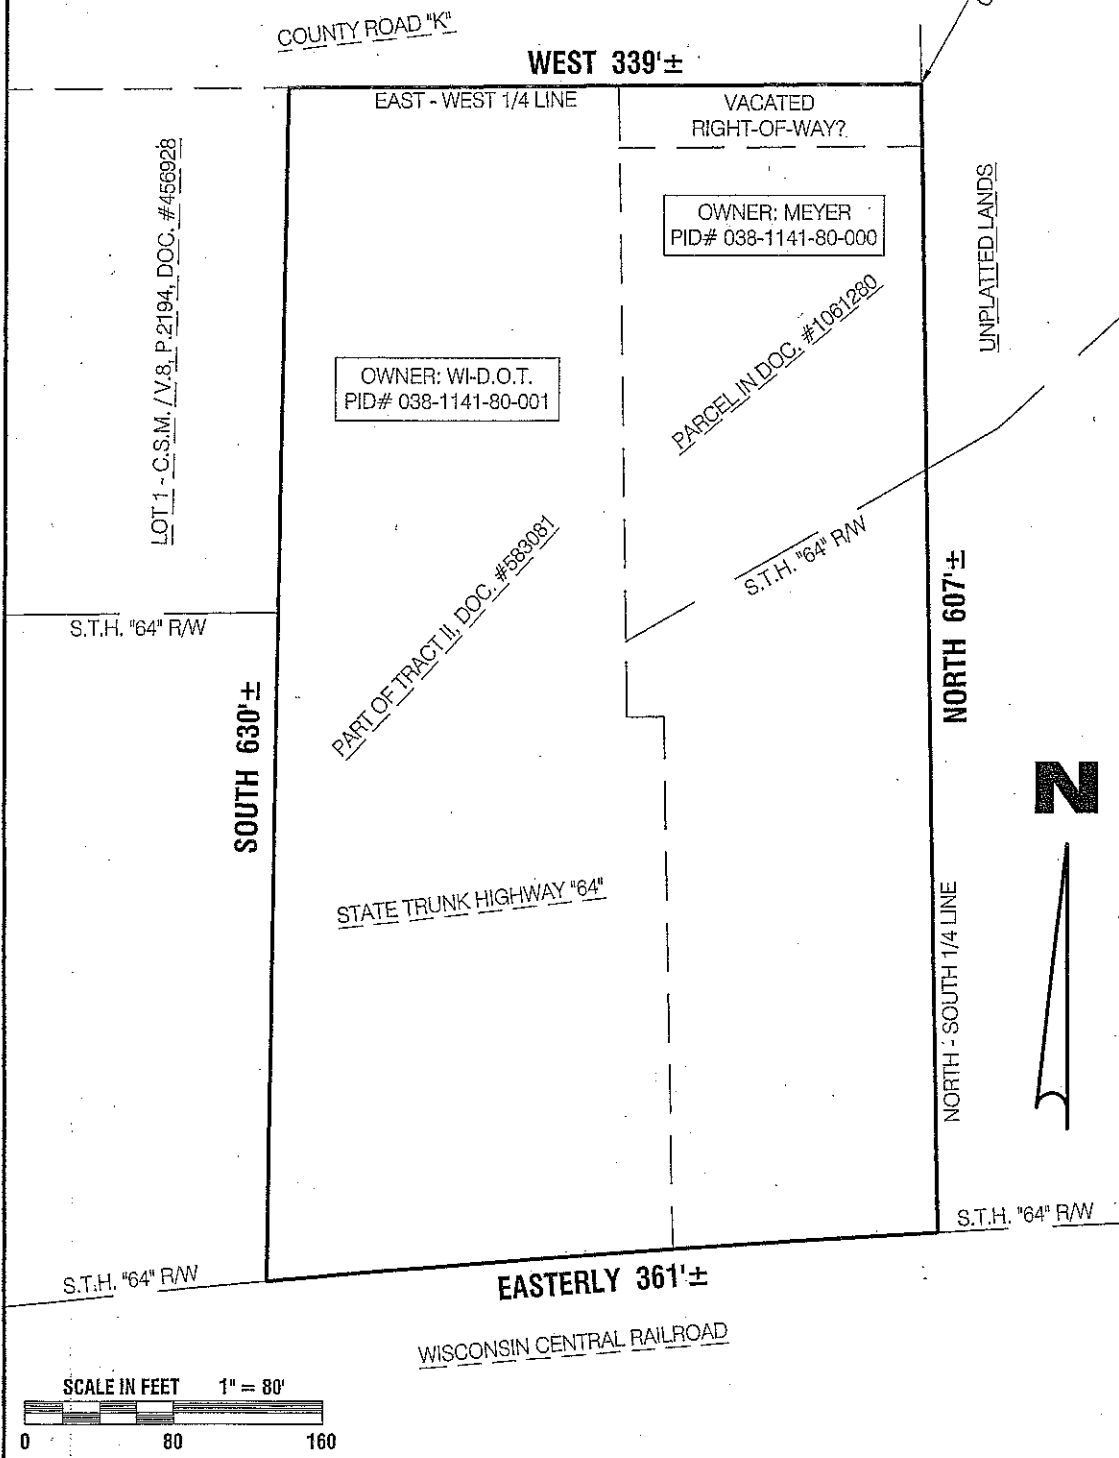 COUNTY ROAD "K"
WEST 339'±
EAST - WEST 1/4 LINE
VACATED
RIGHT-OF-WAY?
LOT 1 - C.S.M. / V.8, P.2194, DOC. #456928
OWNER: MEYER
PID# 038-1141-80-000
UNPLATTED LANDS
PARCEL IN DOC. #1061280
OWNER: WI-D.O.T.
PID# 038-1141-80-001
S.T.H. "64" R/W
PART OF TRACT II, DOC. #583081
S.T.H. "64" R/W
NORTH 607'±
SOUTH 630'±
N
STATE TRUNK HIGHWAY "64"
NORTH - SOUTH 1/4 LINE
S.T.H. "64" R/W
S.T.H. "64" R/W
EASTERLY 361'±
WISCONSIN CENTRAL RAILROAD
SCALE IN FEET 1" = 80'
0 80 160